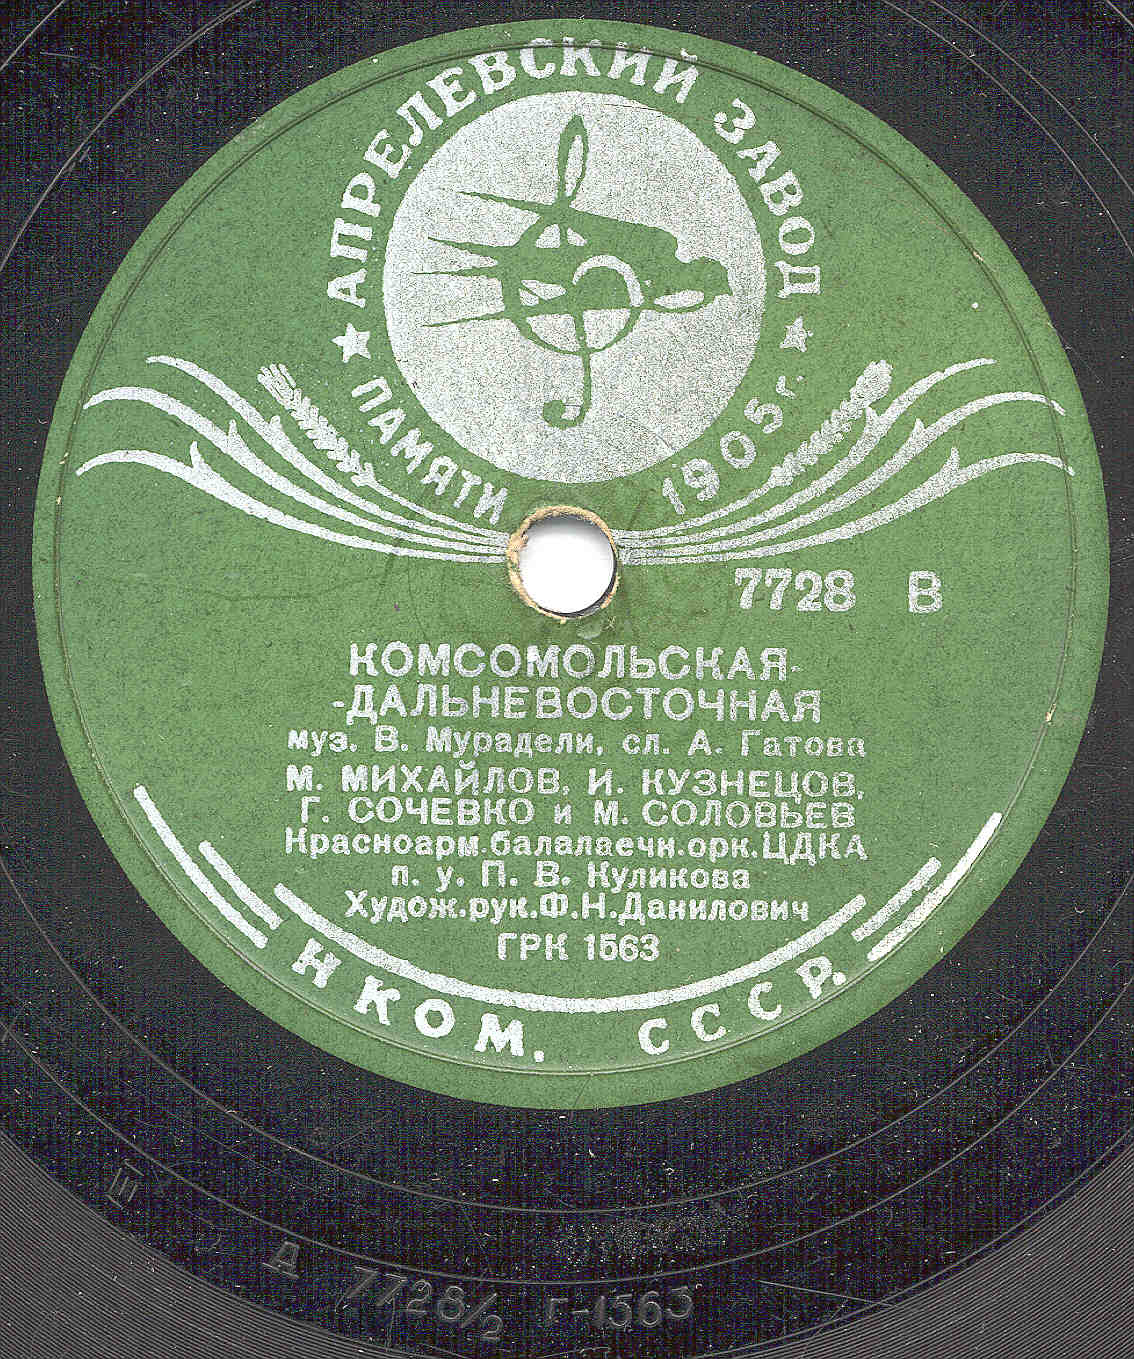 АПРЕЛЕВСКИЙ ЗАВОД
ПАМЯТИ 1905 г.
7728 В
КОМСОМОЛЬСКАЯ-
-ДАЛЬНЕВОСТОЧНАЯ
муз. В. Мурадели, сл. А. Гатова
М. МИХАЙЛОВ, И. КУЗНЕЦОВ,
Г. СОЧЕВКО и М. СОЛОВЬЕВ
Красноарм.балалаечн.орк.ЦДКА
п. у. П. В. Куликова
Худож.рук.Ф.Н.Данилович
ГРК 1563
НКОМ. СССР.
III Д 7728/2 Г-1563